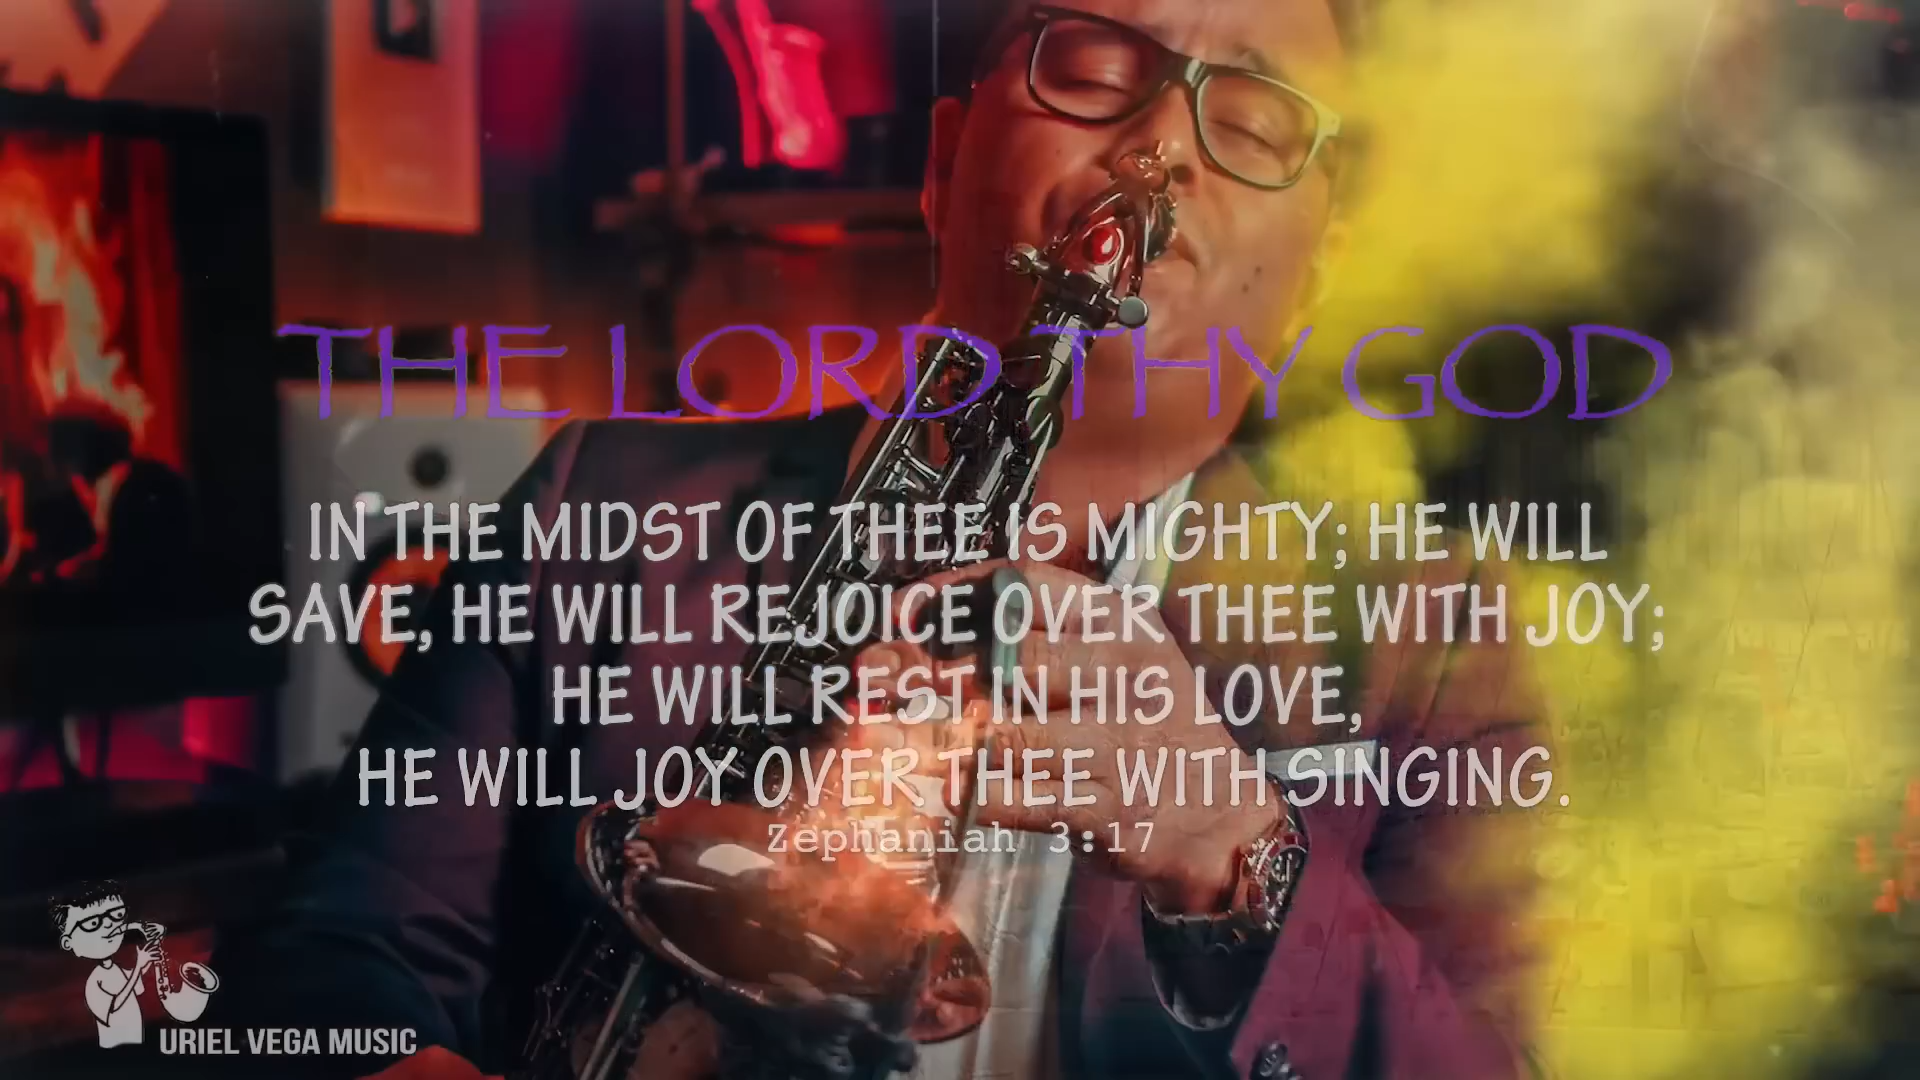 THE LORD THY GOD
IN THE MIDST OF THEE IS MIGHTY; HE WILL
SAVE, HE WILL REJOICE OVER THEE WITH JOY;
HE WILL REST IN HIS LOVE,
HE WILL JOY OVER THEE WITH SINGING.
Zephaniah 3:17
URIEL VEGA MUSIC